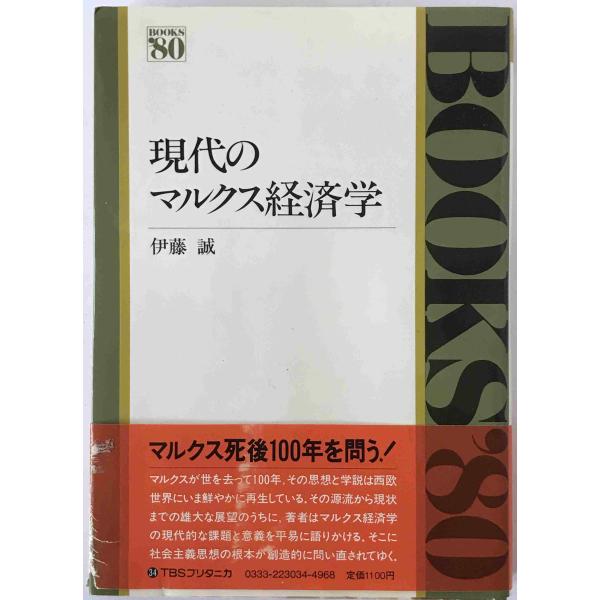 BOOKS
'80
現代の
マルクス経済学
伊藤 誠
BOOKS'80
マルクス死後100年を問う!
マルクスが世を去って100年、その思想と学説は西欧
世界にいま鮮やかに再生している。その源流から現状
までの雄大な展望のうちに、著者はマルクス経済学
の現代的な課題と意義を平易に語りかける。そこに
社会主義思想の根本が創造的に問い直されてゆく。
34 TBSブリタニカ 0333-223034-4968 定価1100円